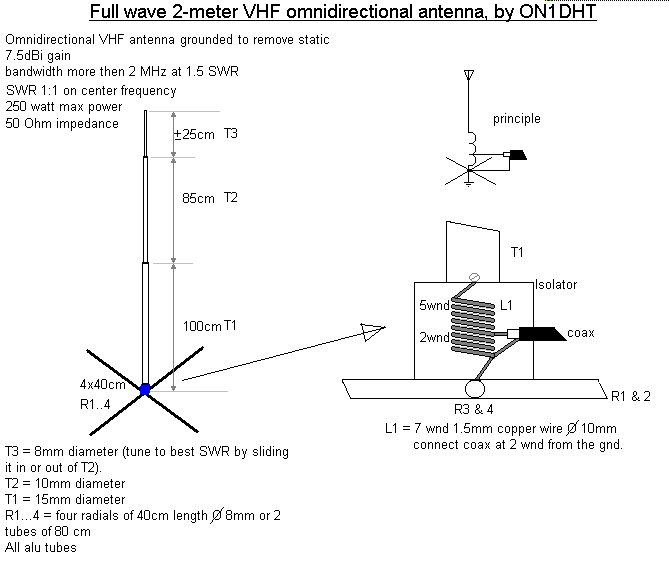 Full wave 2-meter VHF omnidirectional antenna, by ON1DHT
Omnidirectional VHF antenna grounded to remove static
7.5dBi gain
bandwidth more then 2 MHz at 1.5 SWR
SWR 1:1 on center frequency
250 watt max power
50 Ohm impedance
±25cm T3
85cm T2
100cm T1
4x40cm
R1..4
principle
T1
Isolator
5wnd L1
2wnd
coax
R1 & 2
R3 & 4
L1 = 7 wnd 1.5mm copper wire Ø 10mm
connect coax at 2 wnd from the gnd.
T3 = 8mm diameter (tune to best SWR by sliding
it in or out of T2).
T2 = 10mm diameter
T1 = 15mm diameter
R1...4 = four radials of 40cm length Ø 8mm or 2
tubes of 80 cm
All alu tubes